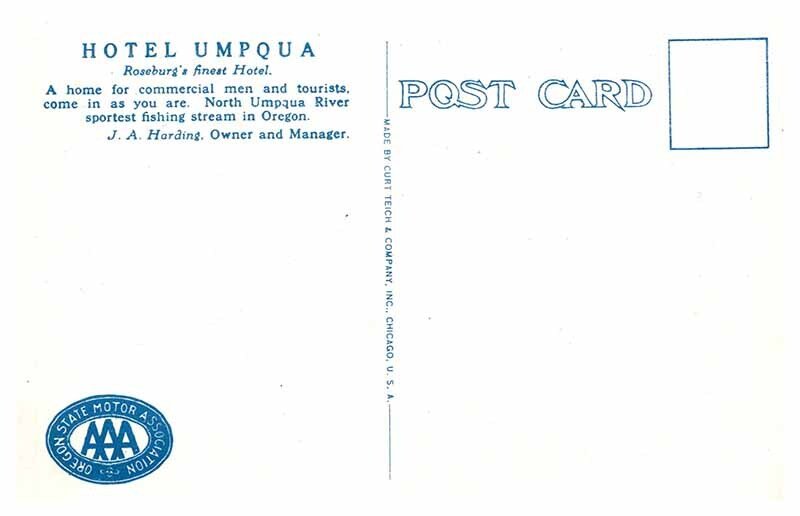 HOTEL UMPQUA
Roseburg's finest Hotel.
A home for commercial men and tourists,
come in as you are. North Umpqua River
sportest fishing stream in Oregon.
J. A. Harding, Owner and Manager.
POST CARD
MADE BY CURT TEICH & COMPANY, INC., CHICAGO, U. S. A.
OREGON STATE MOTOR ASSOCIATION
AAA